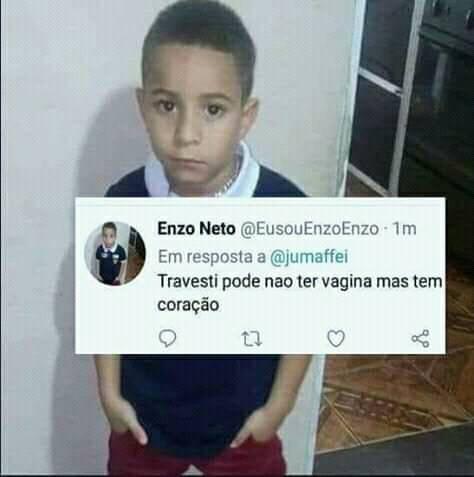 Enzo Neto @EusouEnzoEnzo · 1m
Em resposta a @jumaffei
Travesti pode nao ter vagina mas tem
coração